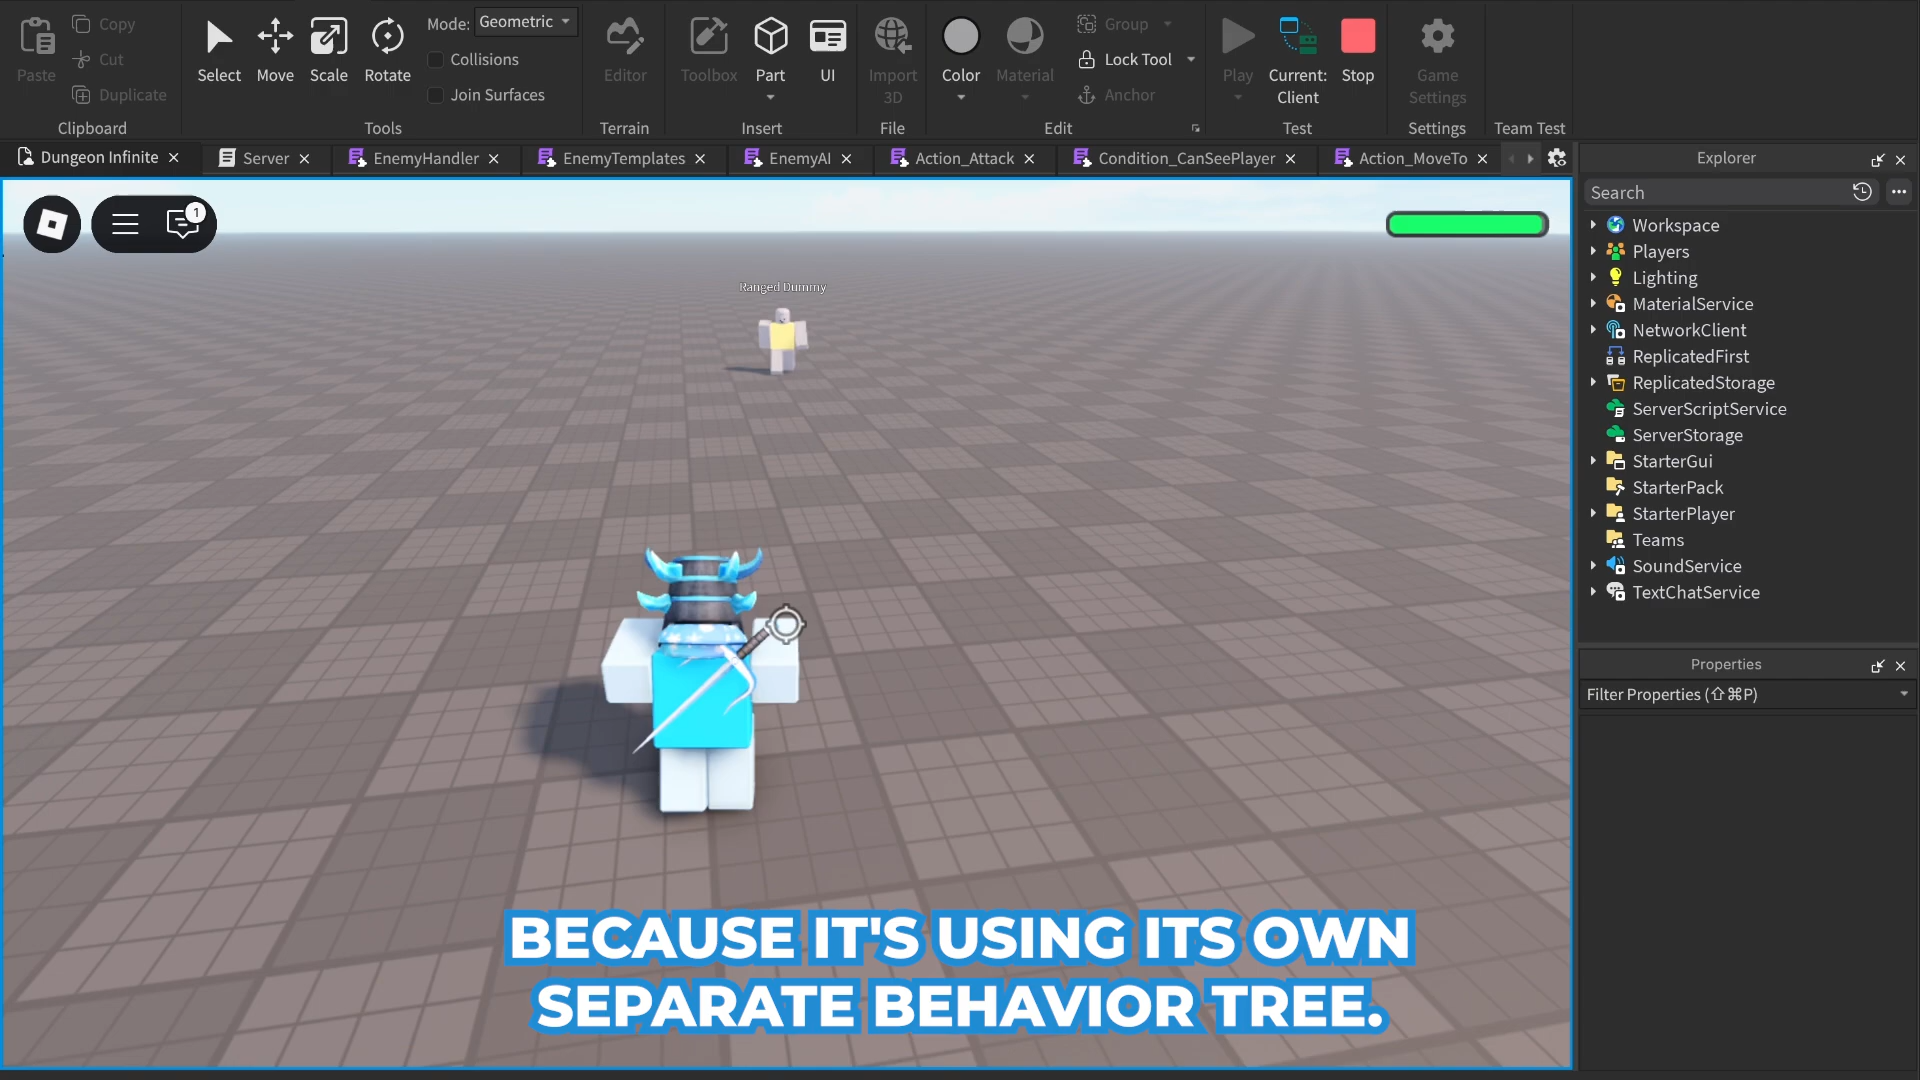 Paste
Copy
Cut
Duplicate
Clipboard
Select
Move
Scale
Rotate
Mode: Geometric
Collisions
Join Surfaces
Tools
Editor
Terrain
Toolbox
Part
UI
Insert
Import
3D
File
Color
Material
Group
Lock Tool
Anchor
Edit
Play
Current:
Client
Stop
Test
Game
Settings
Settings
Team Test
Dungeon Infinite
Server
EnemyHandler
EnemyTemplates
EnemyAI
Action_Attack
Condition_CanSeePlayer
Action_MoveTo
1
Ranged Dummy
BECAUSE IT'S USING ITS OWN
SEPARATE BEHAVIOR TREE.
Explorer
Search
Workspace
Players
Lighting
MaterialService
NetworkClient
ReplicatedFirst
ReplicatedStorage
ServerScriptService
ServerStorage
StarterGui
StarterPack
StarterPlayer
Teams
SoundService
TextChatService
Properties
Filter Properties (⇧⌘P)